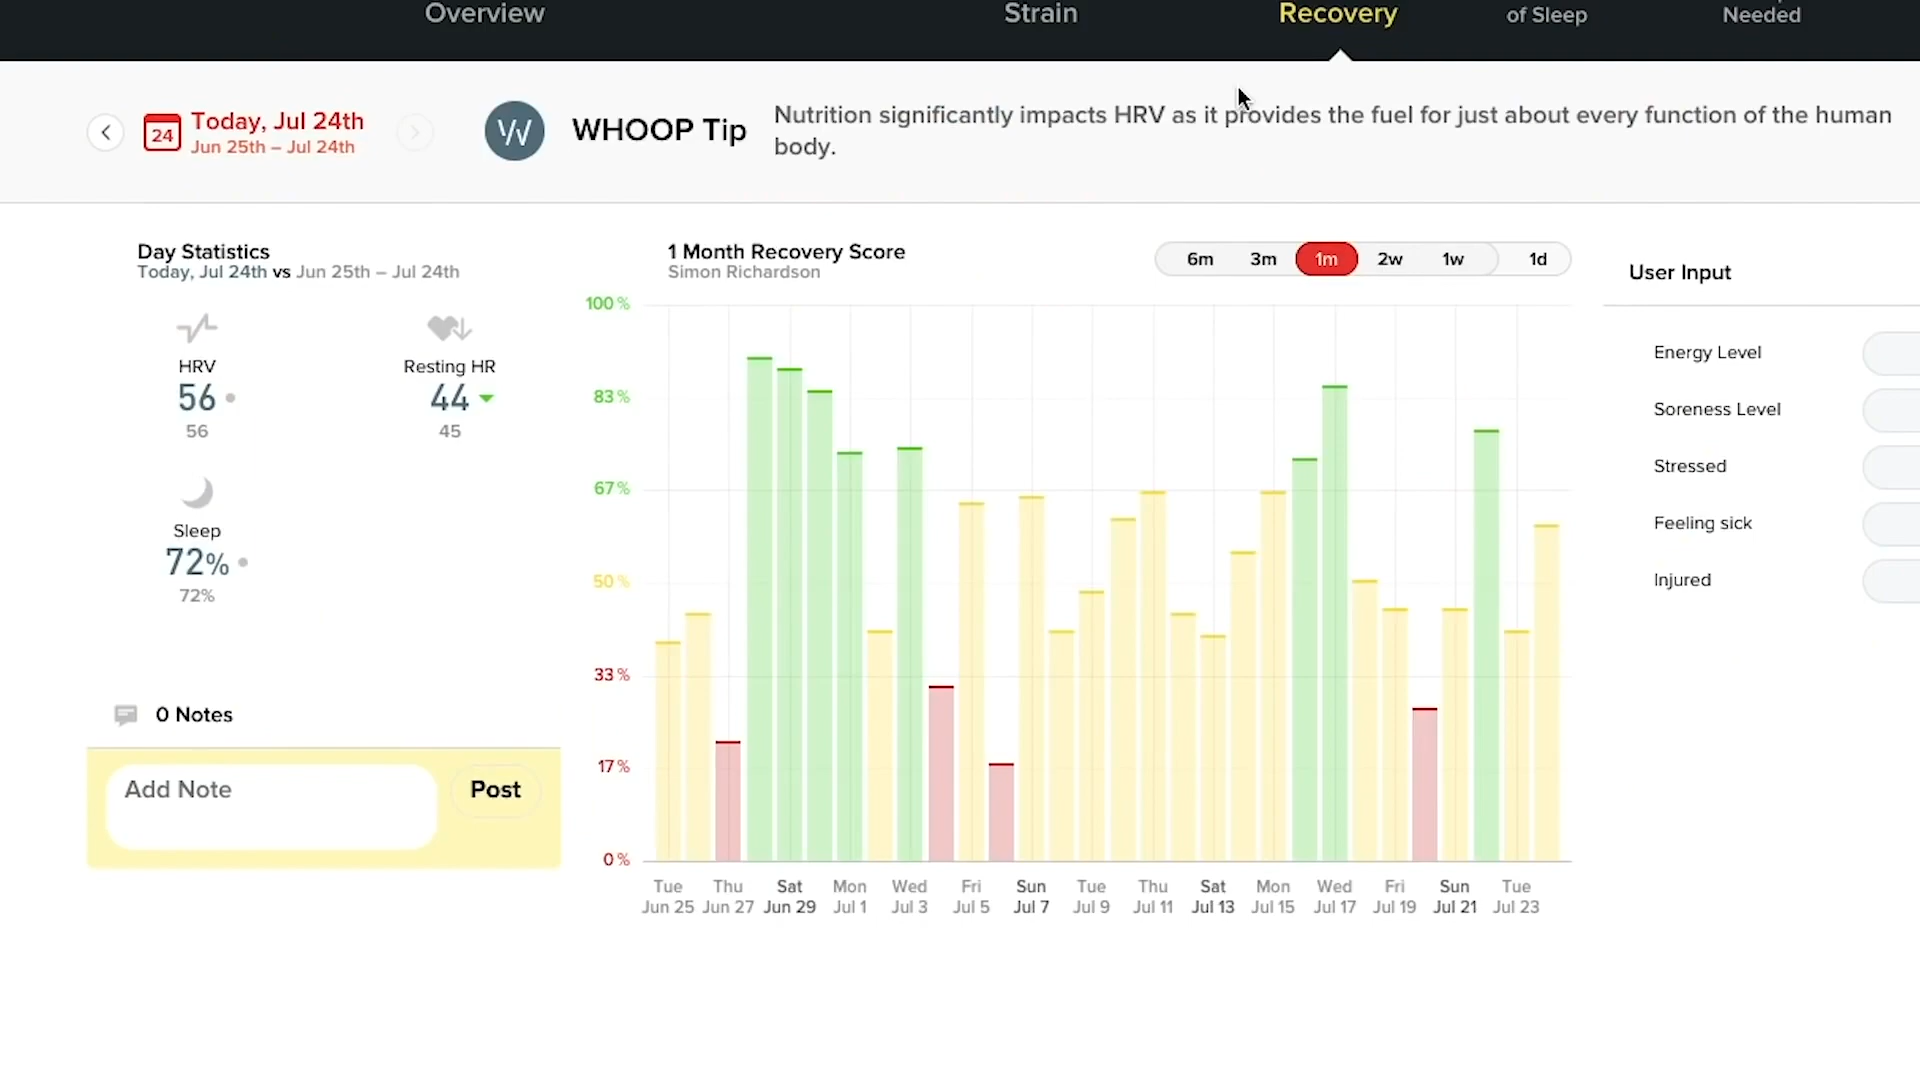 Overview
Strain
Recovery
of Sleep
Needed
24
Today, Jul 24th
Jun 25th – Jul 24th
WHOOP Tip
Nutrition significantly impacts HRV as it provides the fuel for just about every function of the human
body.
Day Statistics
Today, Jul 24th vs Jun 25th – Jul 24th
HRV
56
56
Resting HR
44
45
Sleep
72%
72%
0 Notes
Add Note
Post
1 Month Recovery Score
Simon Richardson
6m 3m 1m 2w 1w 1d
100 %
83 %
67 %
50 %
33 %
17 %
0 %
Tue Thu Sat Mon Wed Fri Sun Tue Thu Sat Mon Wed Fri Sun Tue
Jun 25 Jun 27 Jun 29 Jul 1 Jul 3 Jul 5 Jul 7 Jul 9 Jul 11 Jul 13 Jul 15 Jul 17 Jul 19 Jul 21 Jul 23
User Input
Energy Level
Soreness Level
Stressed
Feeling sick
Injured